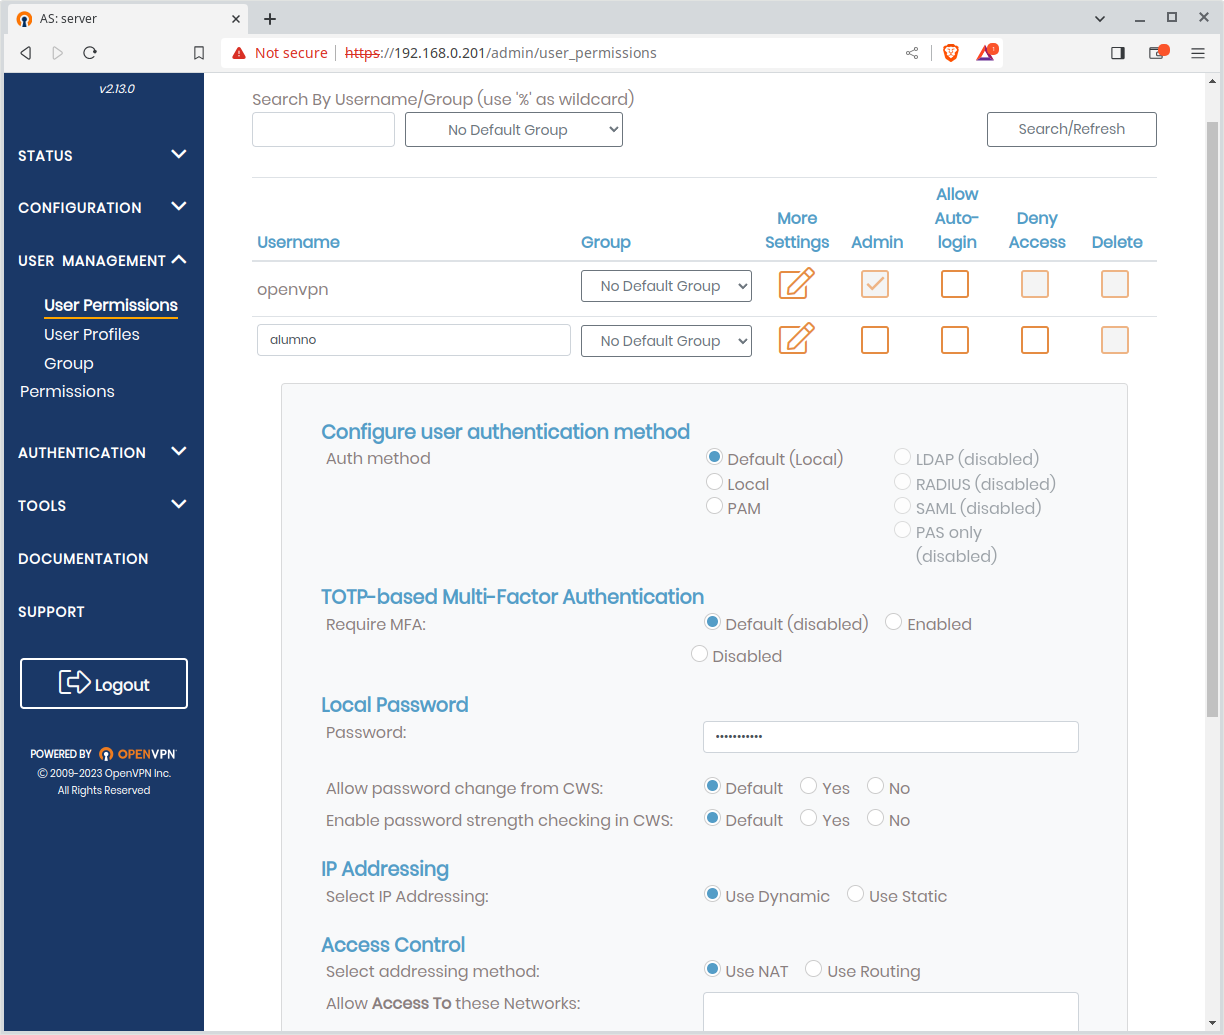 AS: server
Not secure
https://192.168.0.201/admin/user_permissions
1
v2.13.0
STATUS
CONFIGURATION
USER MANAGEMENT
User Permissions
User Profiles
Group
Permissions
AUTHENTICATION
TOOLS
DOCUMENTATION
SUPPORT
Logout
POWERED BY OPENVPN
© 2009-2023 OpenVPN Inc.
All Rights Reserved
Search By Username/Group (use '%' as wildcard)
No Default Group
Search/Refresh
Username Group More Settings Admin Allow Auto-login Deny Access Delete
openvpn No Default Group
alumno No Default Group
Configure user authentication method
Auth method
Default (Local) LDAP (disabled)
Local RADIUS (disabled)
PAM SAML (disabled)
PAS only
(disabled)
TOTP-based Multi-Factor Authentication
Require MFA: Default (disabled) Enabled
Disabled
Local Password
Password: •••••••••••
Allow password change from CWS: Default Yes No
Enable password strength checking in CWS: Default Yes No
IP Addressing
Select IP Addressing: Use Dynamic Use Static
Access Control
Select addressing method: Use NAT Use Routing
Allow Access To these Networks: